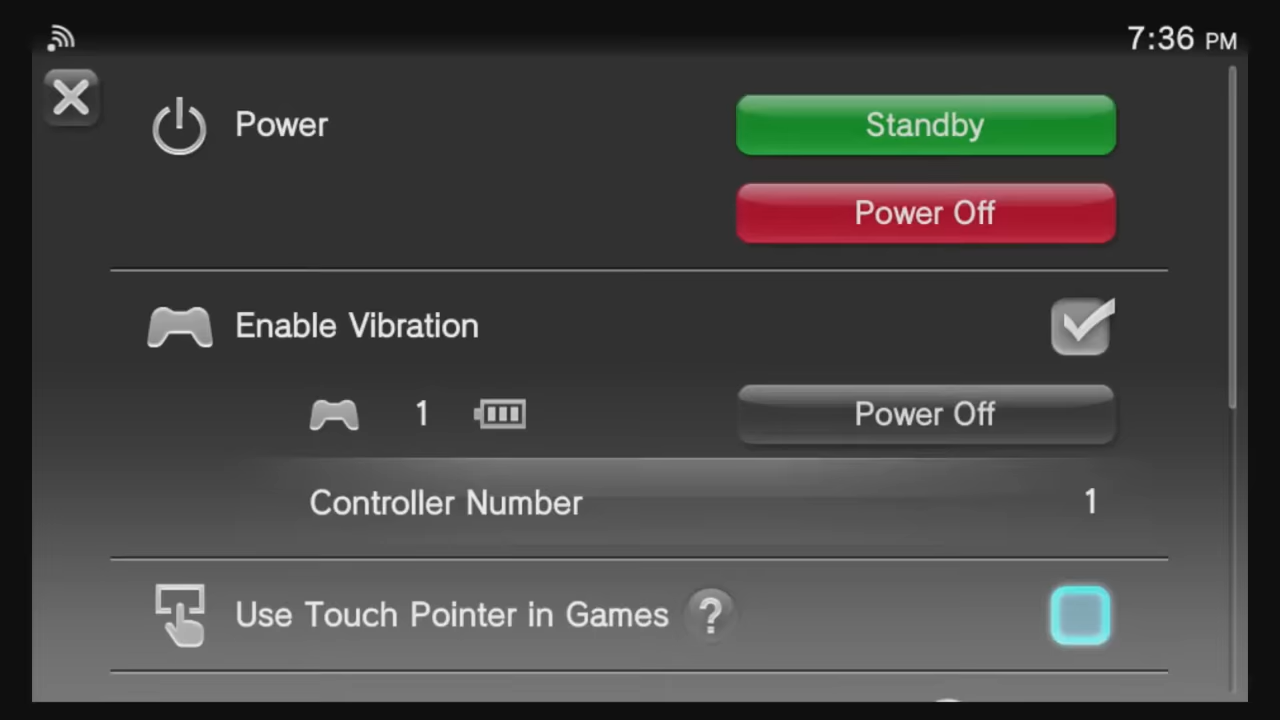 7:36 PM
Power
Standby
Power Off
Enable Vibration
1
Power Off
Controller Number 1
Use Touch Pointer in Games ?